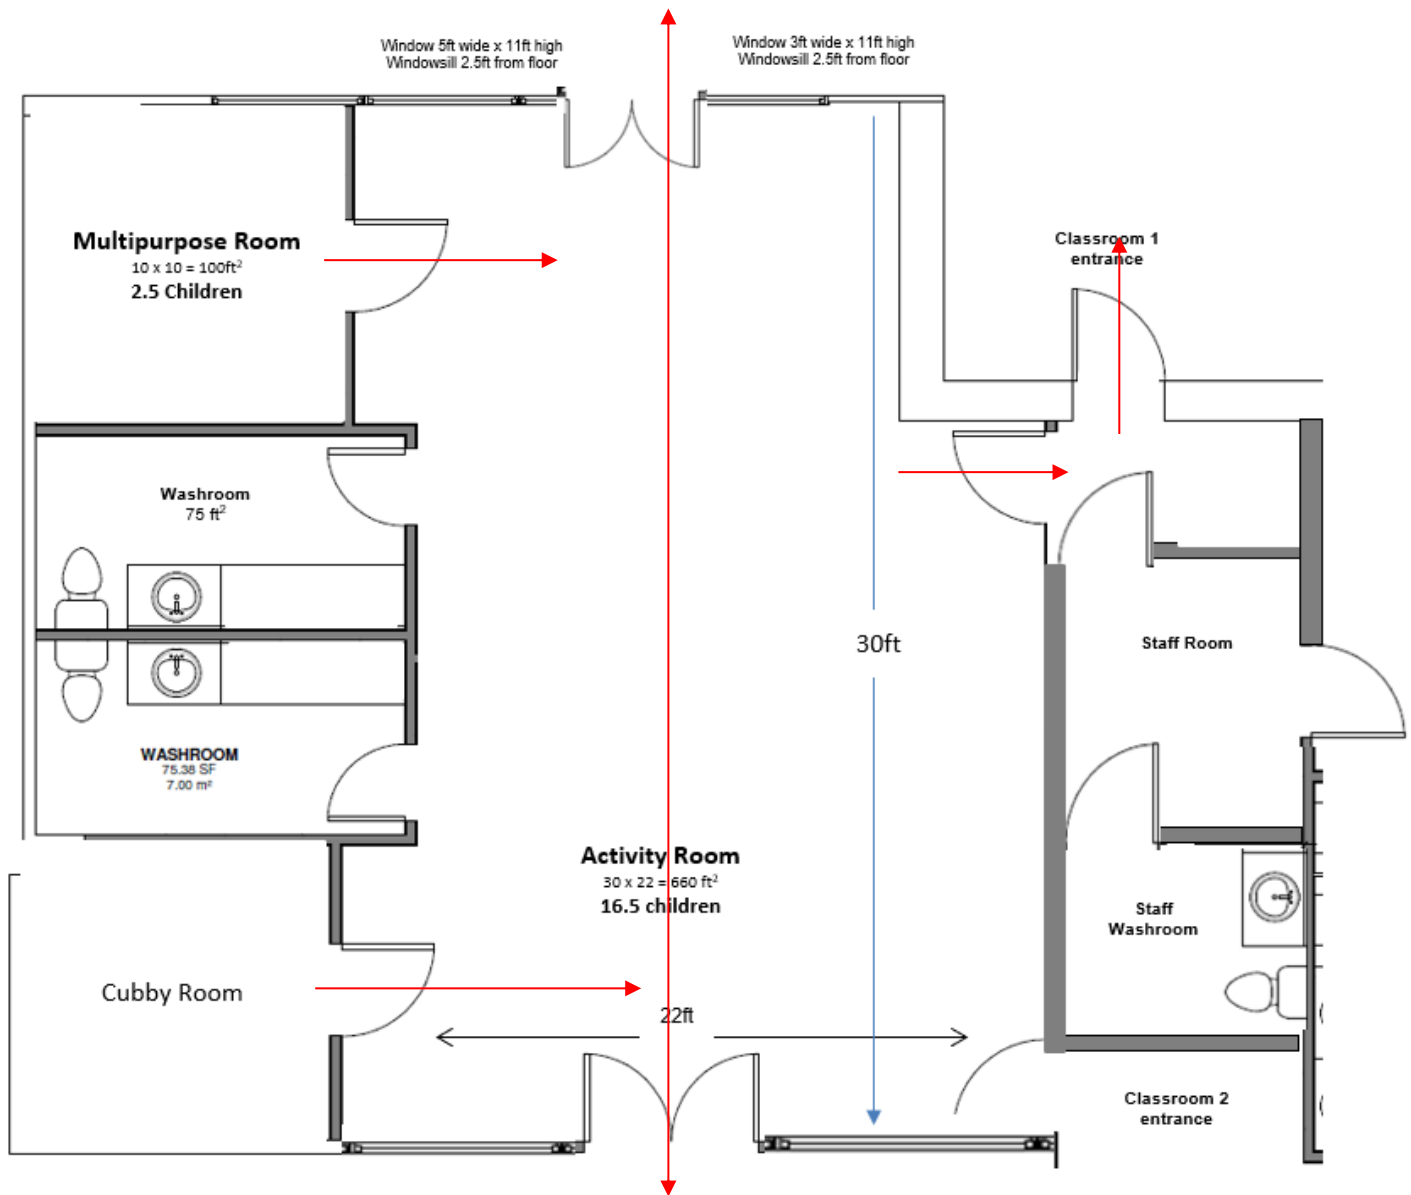 Window 5ft wide x 11ft high
Windowsill 2.5ft from floor
Window 3ft wide x 11ft high
Windowsill 2.5ft from floor
Multipurpose Room
10 x 10 = 100ft²
2.5 Children
Classroom 1
entrance
Washroom
75 ft²
30ft
Staff Room
WASHROOM
75.38 SF
7.00 m²
Activity Room
30 x 22 = 660 ft²
16.5 children
Staff
Washroom
Cubby Room
22ft
Classroom 2
entrance